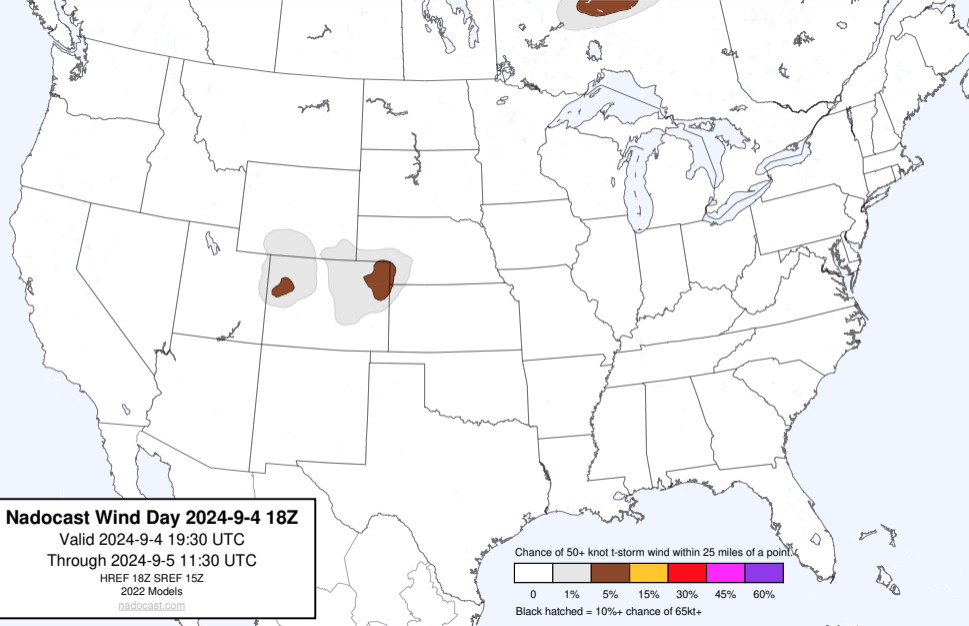 Nadocast Wind Day 2024-9-4 18Z
Valid 2024-9-4 19:30 UTC
Through 2024-9-5 11:30 UTC
HREF 18Z SREF 15Z
2022 Models
nadocast.com
Chance of 50+ knot t-storm wind within 25 miles of a point.
0 1% 5% 15% 30% 45% 60%
Black hatched = 10%+ chance of 65kt+